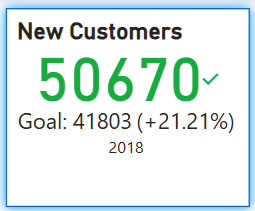 New Customers
50670
Goal: 41803 (+21.21%)
2018